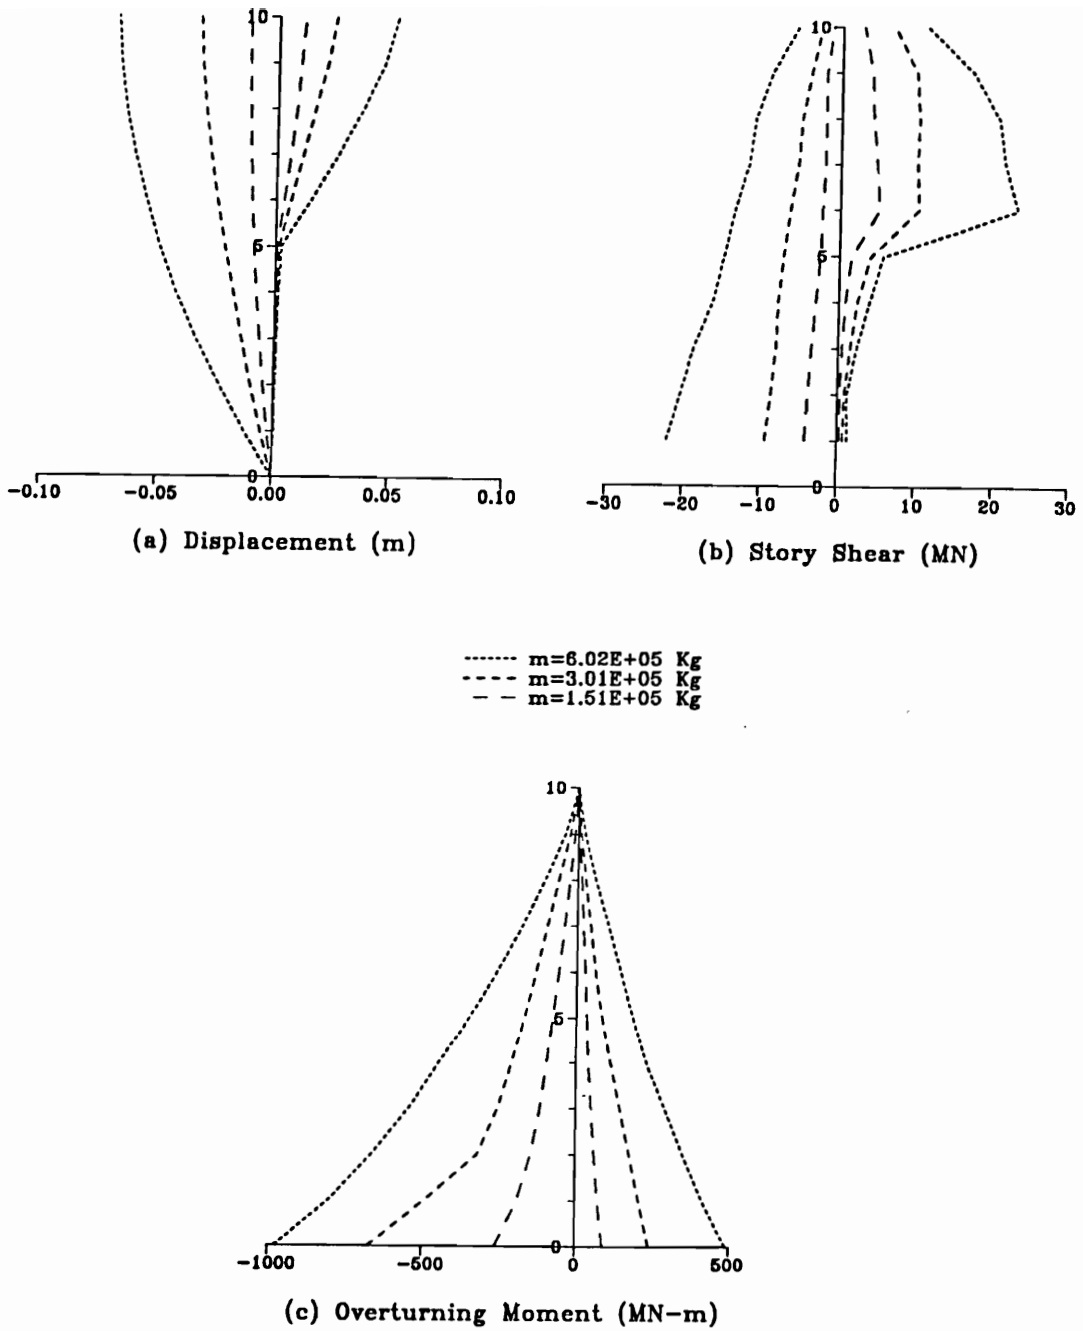 10
5
0
-0.10 -0.05 0.00 0.05 0.10
(a) Displacement (m)
10
5
0
-30 -20 -10 0 10 20 30
(b) Story Shear (MN)
m=6.02E+05 Kg
m=3.01E+05 Kg
m=1.51E+05 Kg
10
5
0
-1000 -500 0 500
(c) Overturning Moment (MN-m)